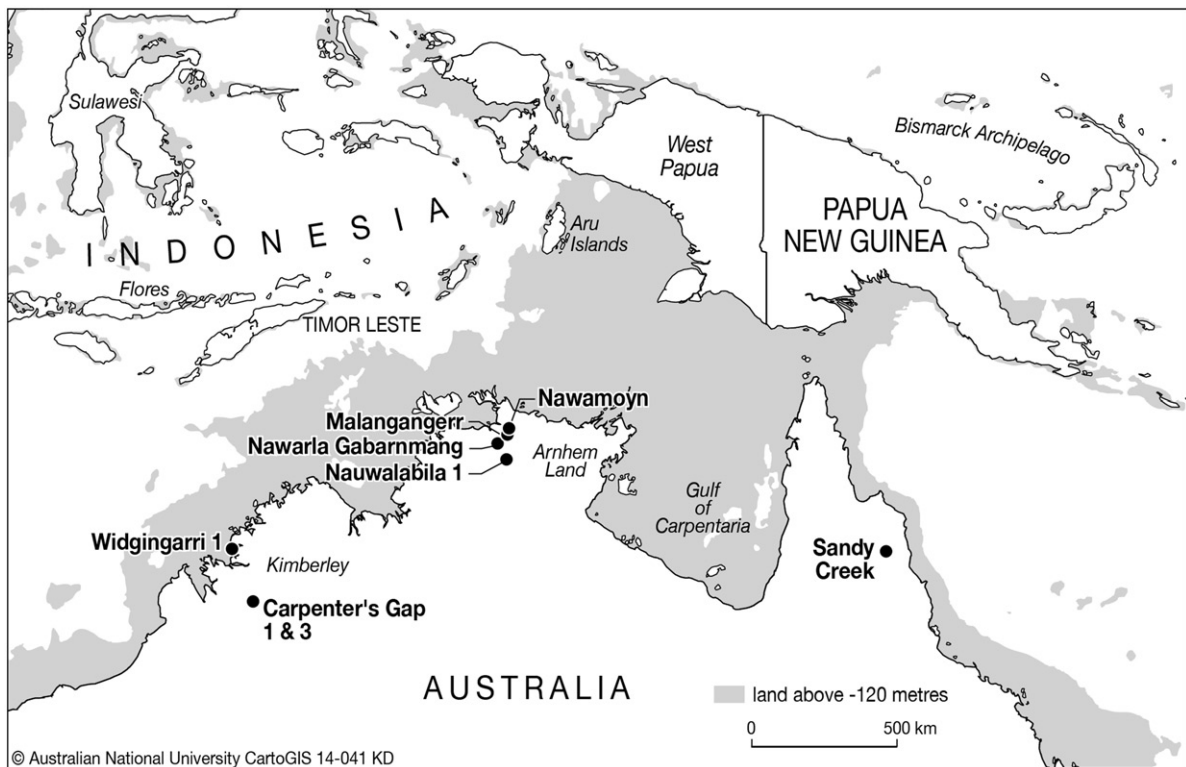 Sulawesi
INDONESIA
Flores
TIMOR LESTE
Aru
Islands
West
Papua
PAPUA
NEW GUINEA
Bismarck Archipelago
Nawamoyn
Malangangerr
Nawarla Gabarnmang
Nauwalabila 1
Arnhem
Land
Gulf
of
Carpentaria
Widgingarri 1
Kimberley
Carpenter's Gap
1 & 3
Sandy
Creek
AUSTRALIA
land above -120 metres
0 500 km
© Australian National University CartoGIS 14-041 KD